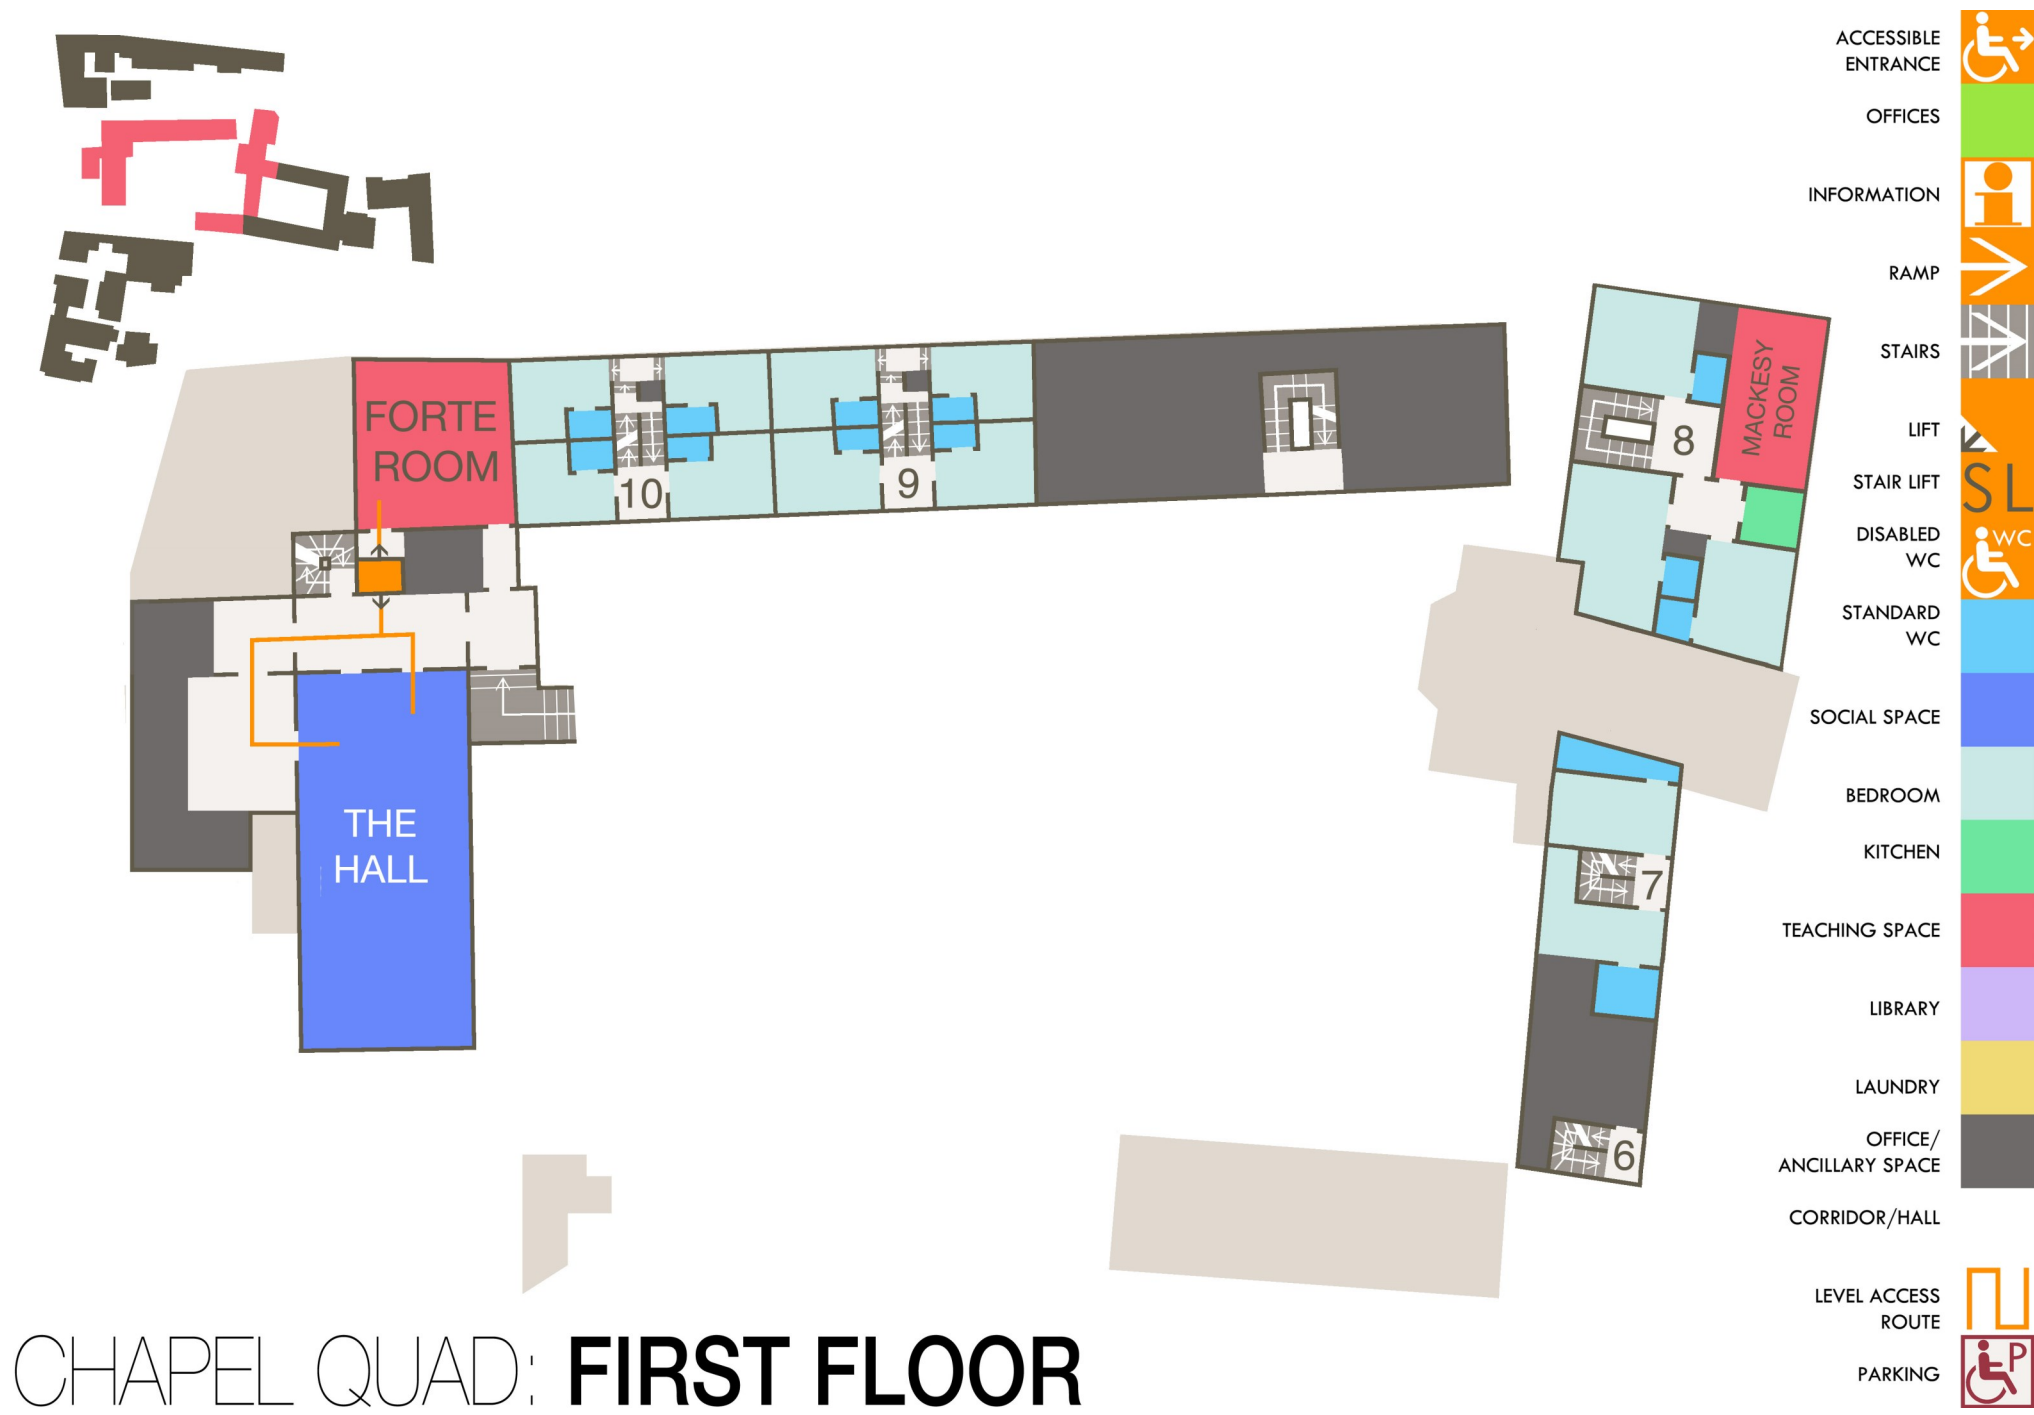 FORTE
ROOM
10
9
8
MACKESY
ROOM
THE
HALL
7
6
CHAPEL QUAD: FIRST FLOOR
ACCESSIBLE
ENTRANCE
OFFICES
INFORMATION
RAMP
STAIRS
LIFT
STAIR LIFT
SL
DISABLED
WC
WC
STANDARD
WC
SOCIAL SPACE
BEDROOM
KITCHEN
TEACHING SPACE
LIBRARY
LAUNDRY
OFFICE/
ANCILLARY SPACE
CORRIDOR/HALL
LEVEL ACCESS
ROUTE
PARKING
P